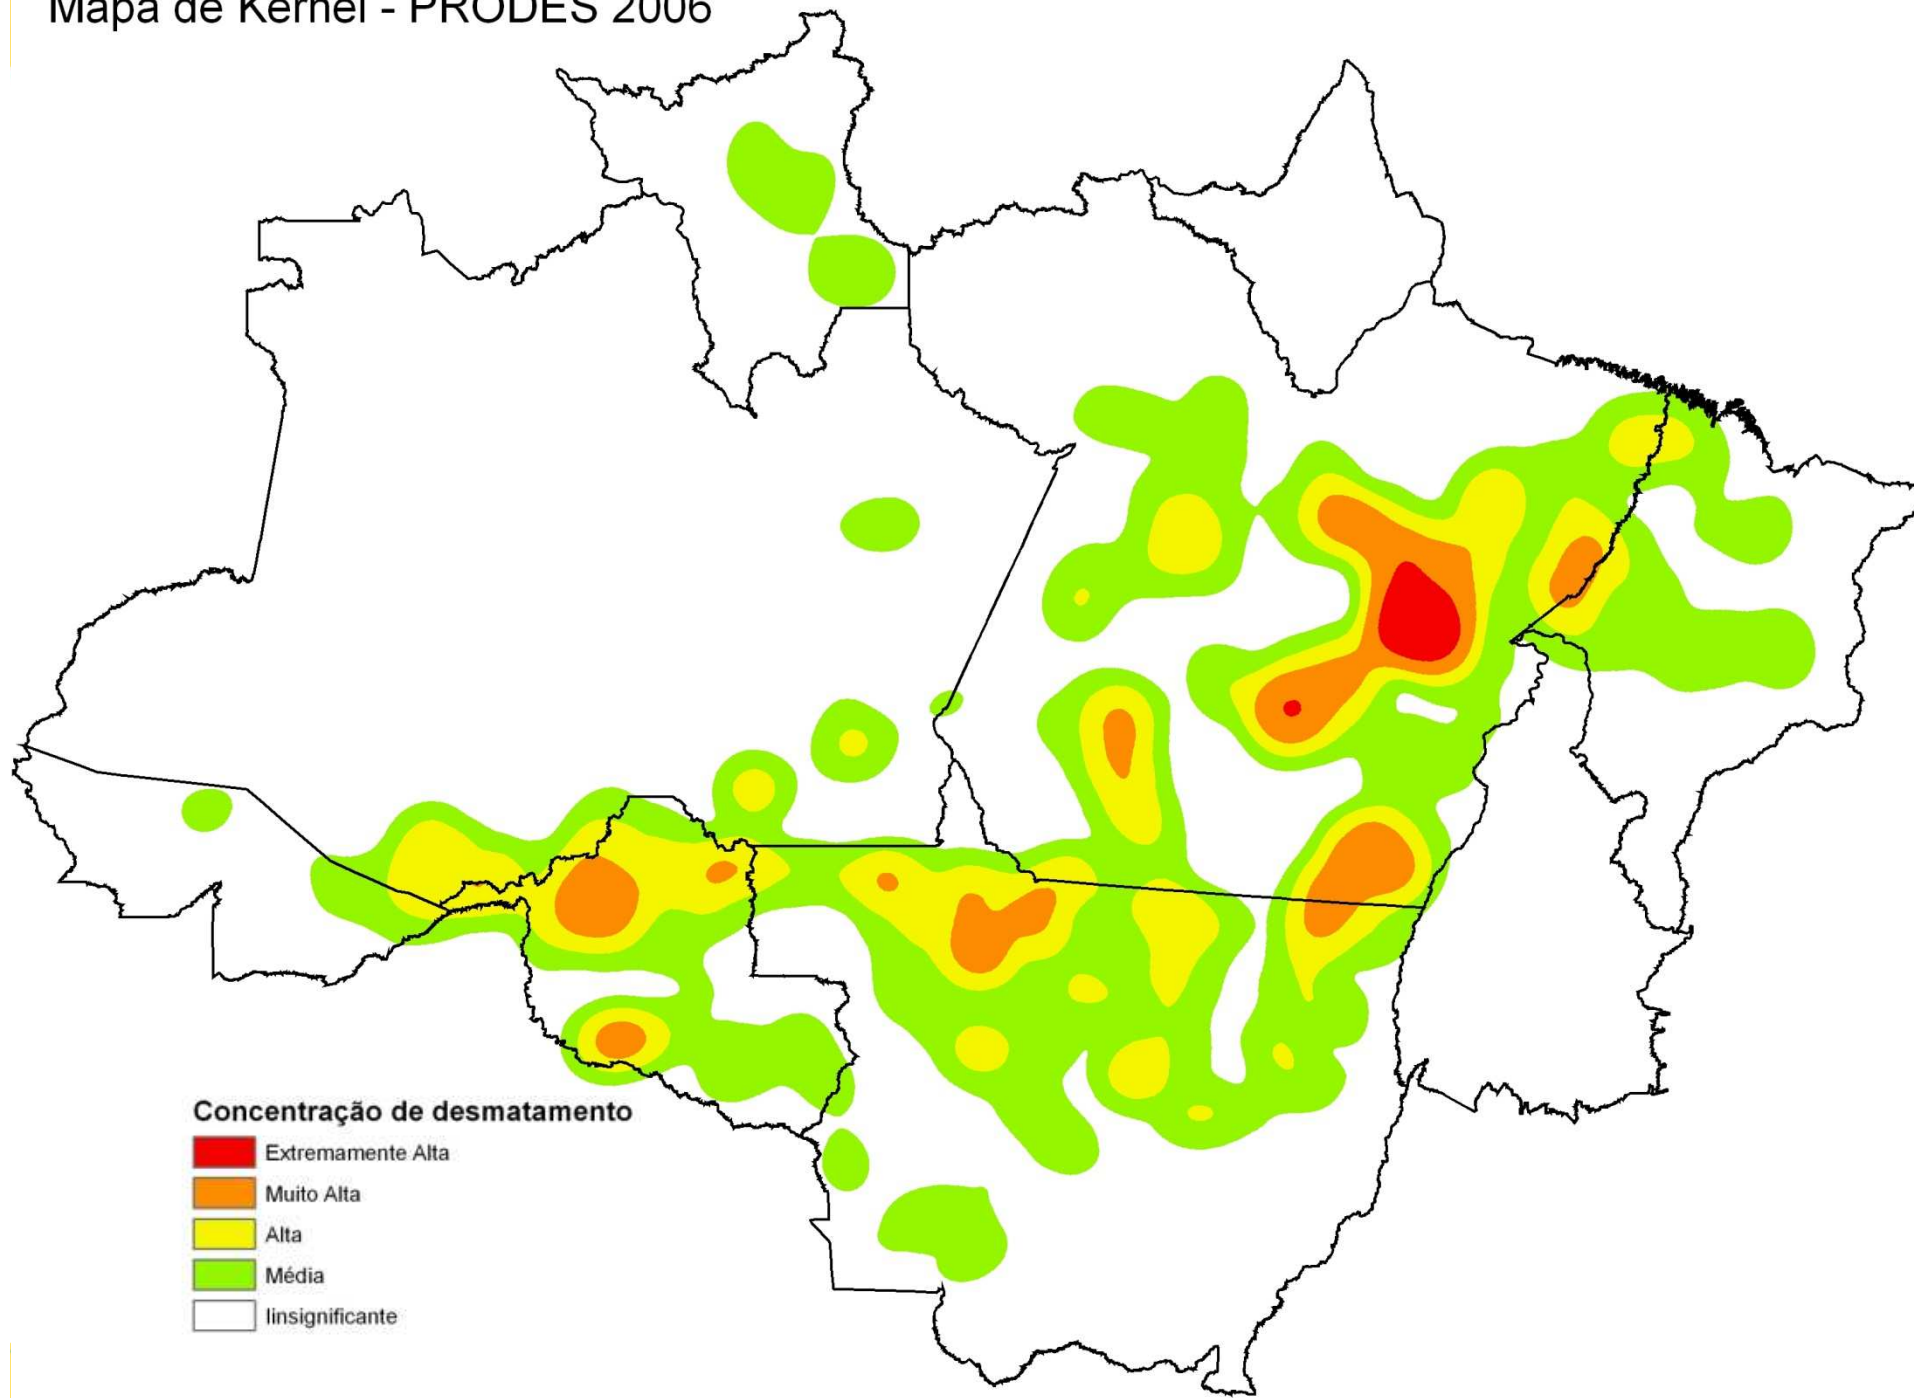 Mapa de Kernel - PRODES 2006
Concentração de desmatamento
Extremamente Alta
Muito Alta
Alta
Média
Iinsignificante